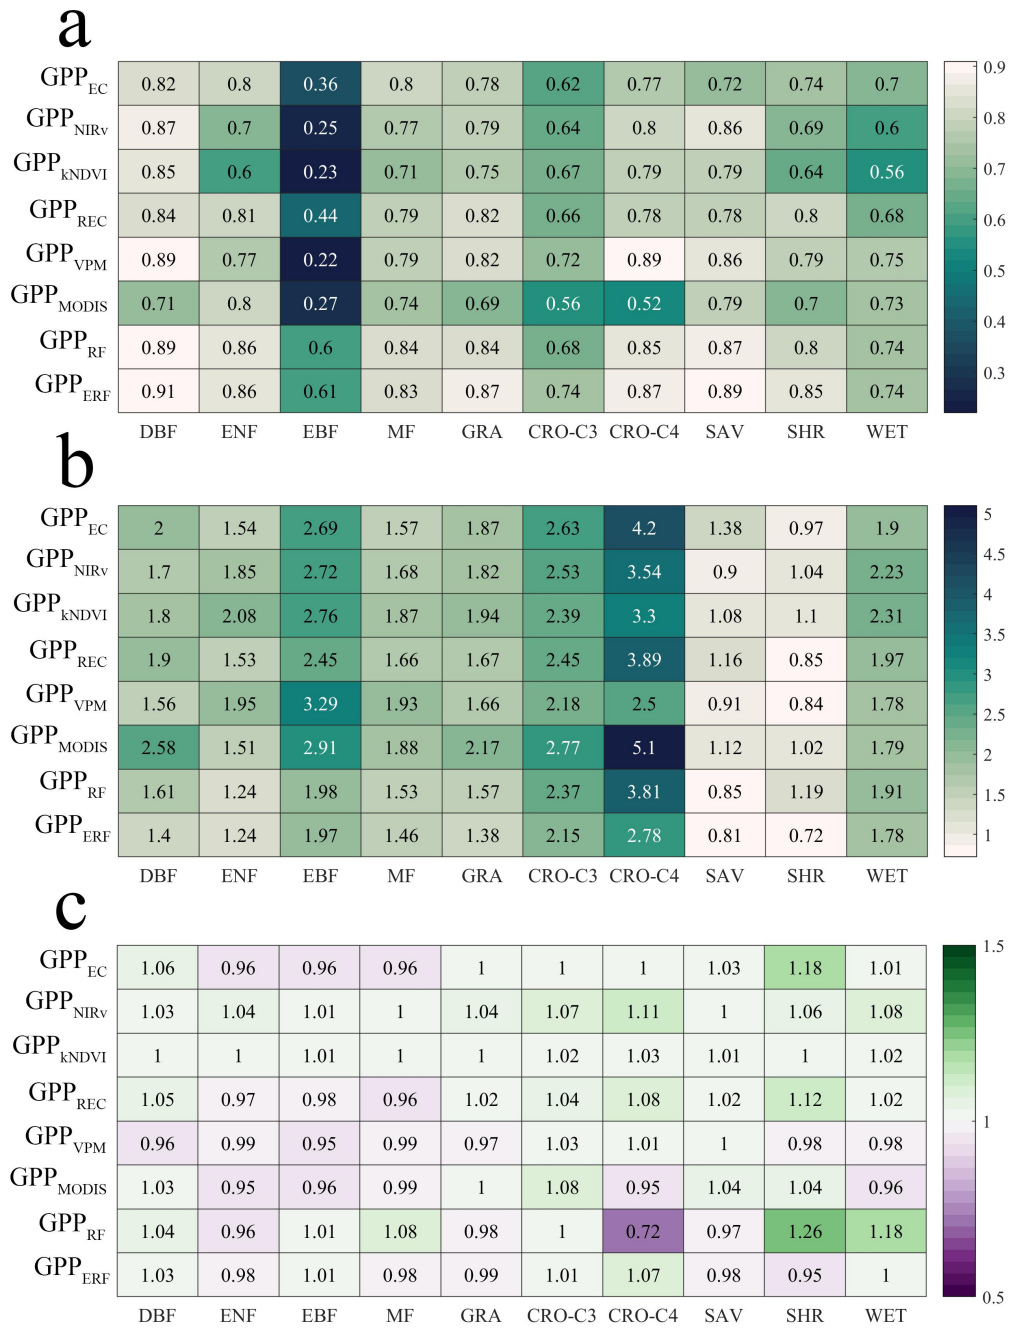 a
GPP_EC 0.82 0.8 0.36 0.8 0.78 0.62 0.77 0.72 0.74 0.7
GPP_NIRv 0.87 0.7 0.25 0.77 0.79 0.64 0.8 0.86 0.69 0.6
GPP_kNDVI 0.85 0.6 0.23 0.71 0.75 0.67 0.79 0.79 0.64 0.56
GPP_REC 0.84 0.81 0.44 0.79 0.82 0.66 0.78 0.78 0.8 0.68
GPP_VPM 0.89 0.77 0.22 0.79 0.82 0.72 0.89 0.86 0.79 0.75
GPP_MODIS 0.71 0.8 0.27 0.74 0.69 0.56 0.52 0.79 0.7 0.73
GPP_RF 0.89 0.86 0.6 0.84 0.84 0.68 0.85 0.87 0.8 0.74
GPP_ERF 0.91 0.86 0.61 0.83 0.87 0.74 0.87 0.89 0.85 0.74
DBF ENF EBF MF GRA CRO-C3 CRO-C4 SAV SHR WET
0.9
0.8
0.7
0.6
0.5
0.4
0.3
b
GPP_EC 2 1.54 2.69 1.57 1.87 2.63 4.2 1.38 0.97 1.9
GPP_NIRv 1.7 1.85 2.72 1.68 1.82 2.53 3.54 0.9 1.04 2.23
GPP_kNDVI 1.8 2.08 2.76 1.87 1.94 2.39 3.3 1.08 1.1 2.31
GPP_REC 1.9 1.53 2.45 1.66 1.67 2.45 3.89 1.16 0.85 1.97
GPP_VPM 1.56 1.95 3.29 1.93 1.66 2.18 2.5 0.91 0.84 1.78
GPP_MODIS 2.58 1.51 2.91 1.88 2.17 2.77 5.1 1.12 1.02 1.79
GPP_RF 1.61 1.24 1.98 1.53 1.57 2.37 3.81 0.85 1.19 1.91
GPP_ERF 1.4 1.24 1.97 1.46 1.38 2.15 2.78 0.81 0.72 1.78
DBF ENF EBF MF GRA CRO-C3 CRO-C4 SAV SHR WET
5
4.5
4
3.5
3
2.5
2
1.5
1
c
GPP_EC 1.06 0.96 0.96 0.96 1 1 1 1.03 1.18 1.01
GPP_NIRv 1.03 1.04 1.01 1 1.04 1.07 1.11 1 1.06 1.08
GPP_kNDVI 1 1 1.01 1 1 1.02 1.03 1.01 1 1.02
GPP_REC 1.05 0.97 0.98 0.96 1.02 1.04 1.08 1.02 1.12 1.02
GPP_VPM 0.96 0.99 0.95 0.99 0.97 1.03 1.01 1 0.98 0.98
GPP_MODIS 1.03 0.95 0.96 0.99 1 1.08 0.95 1.04 1.04 0.96
GPP_RF 1.04 0.96 1.01 1.08 0.98 1 0.72 0.97 1.26 1.18
GPP_ERF 1.03 0.98 1.01 0.98 0.99 1.01 1.07 0.98 0.95 1
DBF ENF EBF MF GRA CRO-C3 CRO-C4 SAV SHR WET
1.5
1
0.5